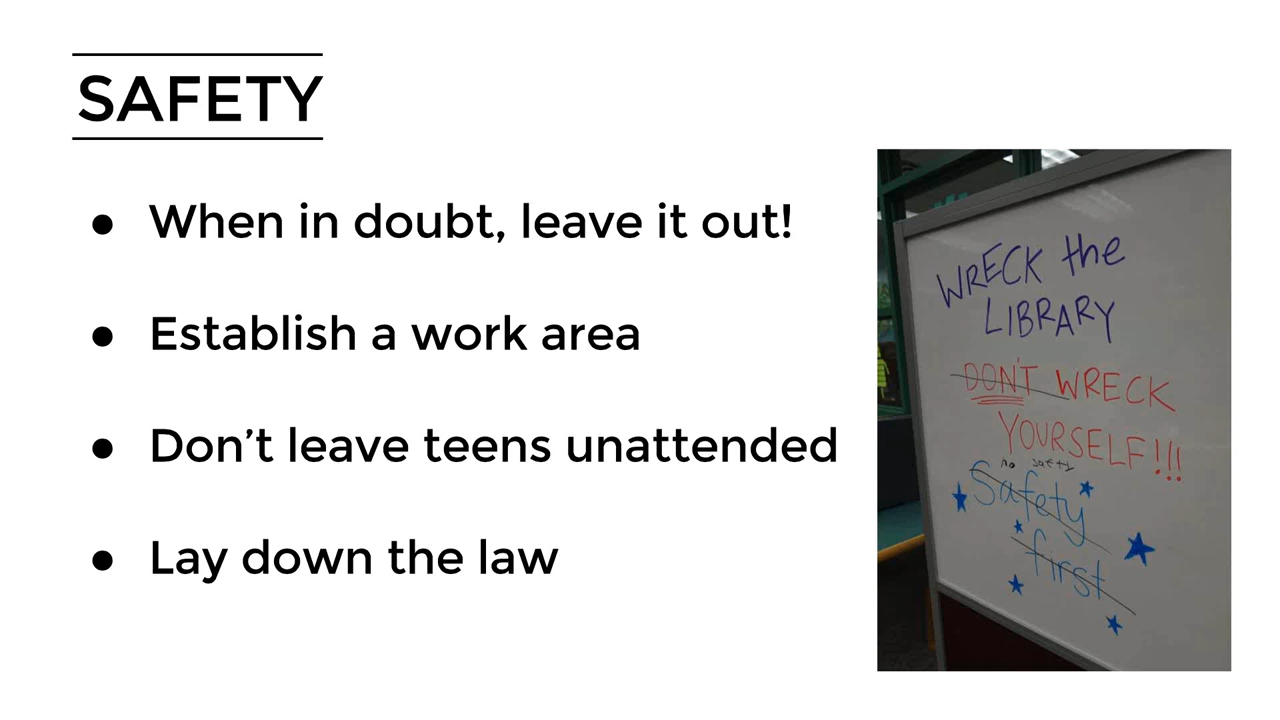 SAFETY
● When in doubt, leave it out!
● Establish a work area
● Don’t leave teens unattended
● Lay down the law
WRECK the
LIBRARY
DON'T WRECK
YOURSELF!!!
no safety
Safety
first